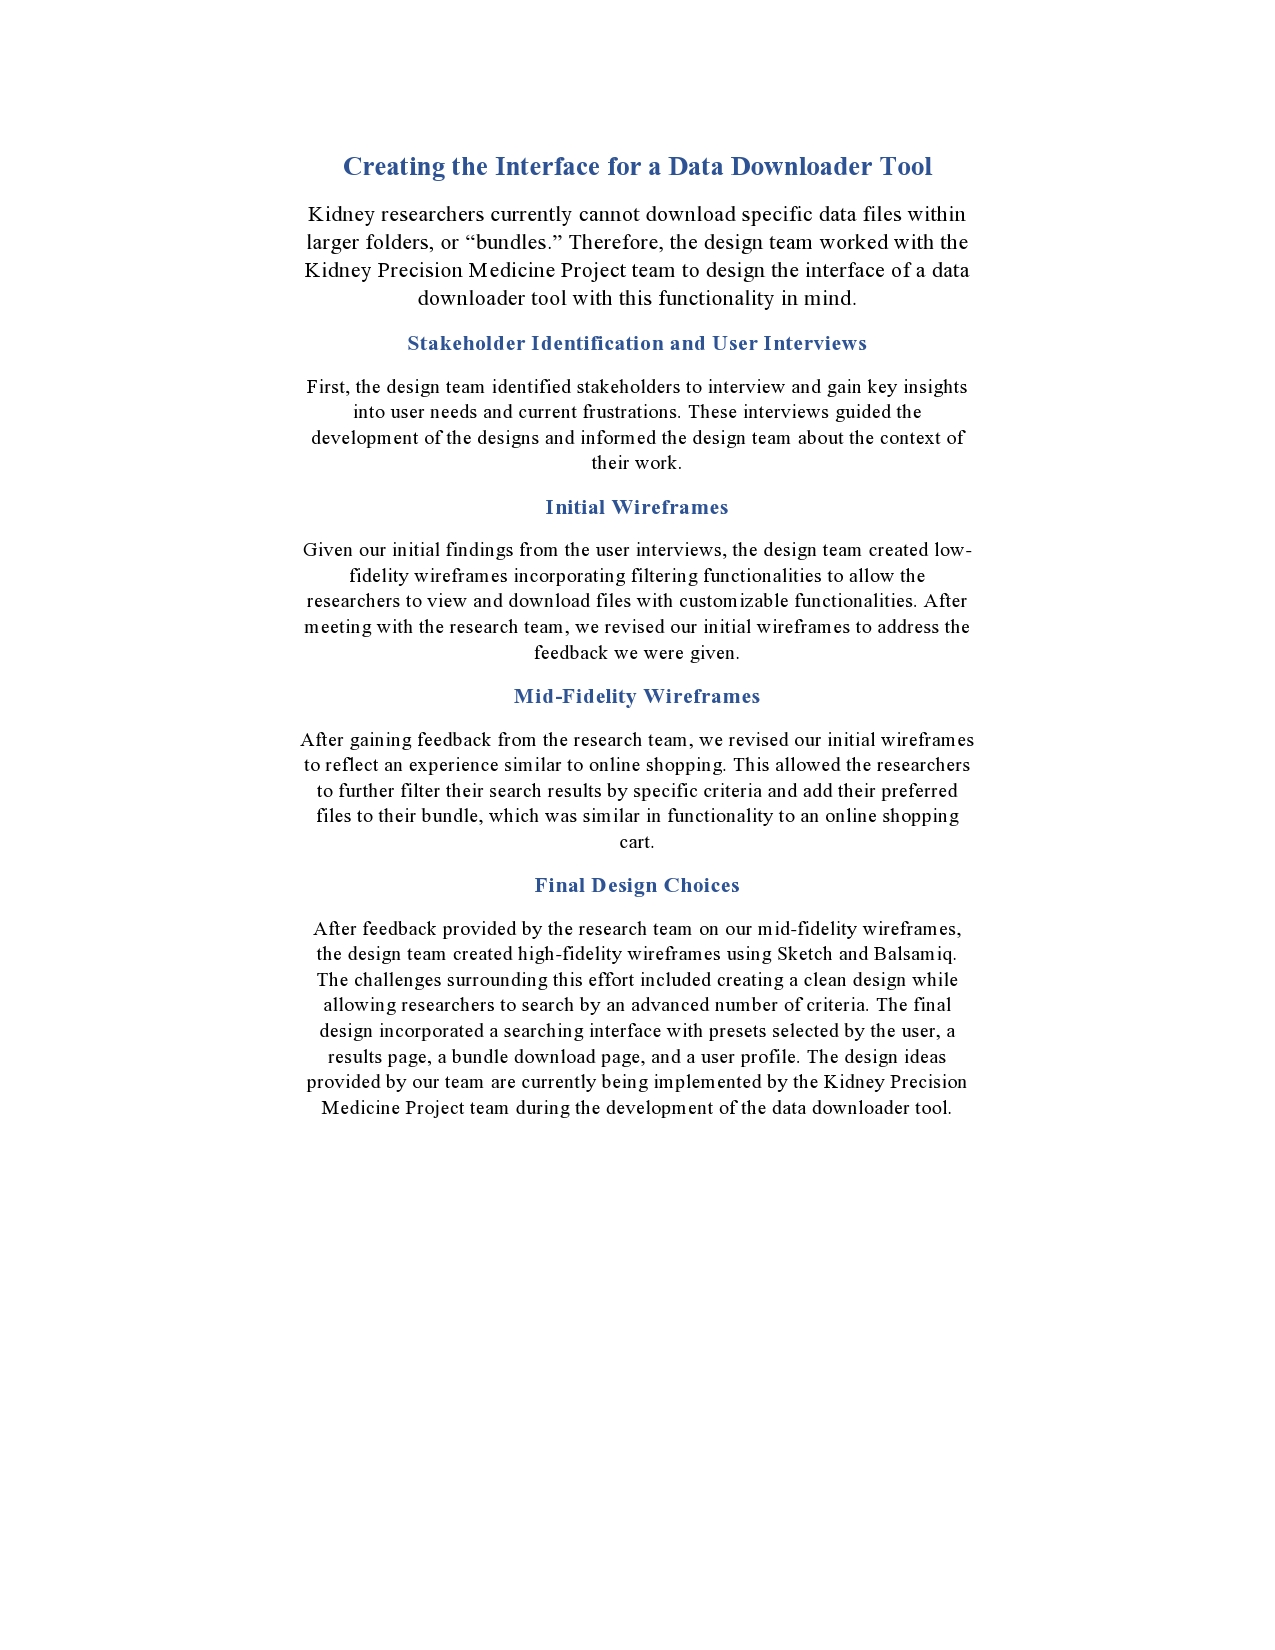 Creating the Interface for a Data Downloader Tool
Kidney researchers currently cannot download specific data files within
larger folders, or “bundles.” Therefore, the design team worked with the
Kidney Precision Medicine Project team to design the interface of a data
downloader tool with this functionality in mind.
Stakeholder Identification and User Interviews
First, the design team identified stakeholders to interview and gain key insights
into user needs and current frustrations. These interviews guided the
development of the designs and informed the design team about the context of
their work.
Initial Wireframes
Given our initial findings from the user interviews, the design team created low-
fidelity wireframes incorporating filtering functionalities to allow the
researchers to view and download files with customizable functionalities. After
meeting with the research team, we revised our initial wireframes to address the
feedback we were given.
Mid-Fidelity Wireframes
After gaining feedback from the research team, we revised our initial wireframes
to reflect an experience similar to online shopping. This allowed the researchers
to further filter their search results by specific criteria and add their preferred
files to their bundle, which was similar in functionality to an online shopping
cart.
Final Design Choices
After feedback provided by the research team on our mid-fidelity wireframes,
the design team created high-fidelity wireframes using Sketch and Balsamiq.
The challenges surrounding this effort included creating a clean design while
allowing researchers to search by an advanced number of criteria. The final
design incorporated a searching interface with presets selected by the user, a
results page, a bundle download page, and a user profile. The design ideas
provided by our team are currently being implemented by the Kidney Precision
Medicine Project team during the development of the data downloader tool.